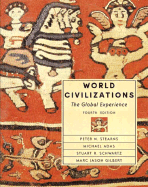 WORLD
CIVILIZATIONS
The Global Experience
FOURTH EDITION
PETER N. STEARNS
MICHAEL ADAS
STUART B. SCHWARTZ
MARC JASON GILBERT